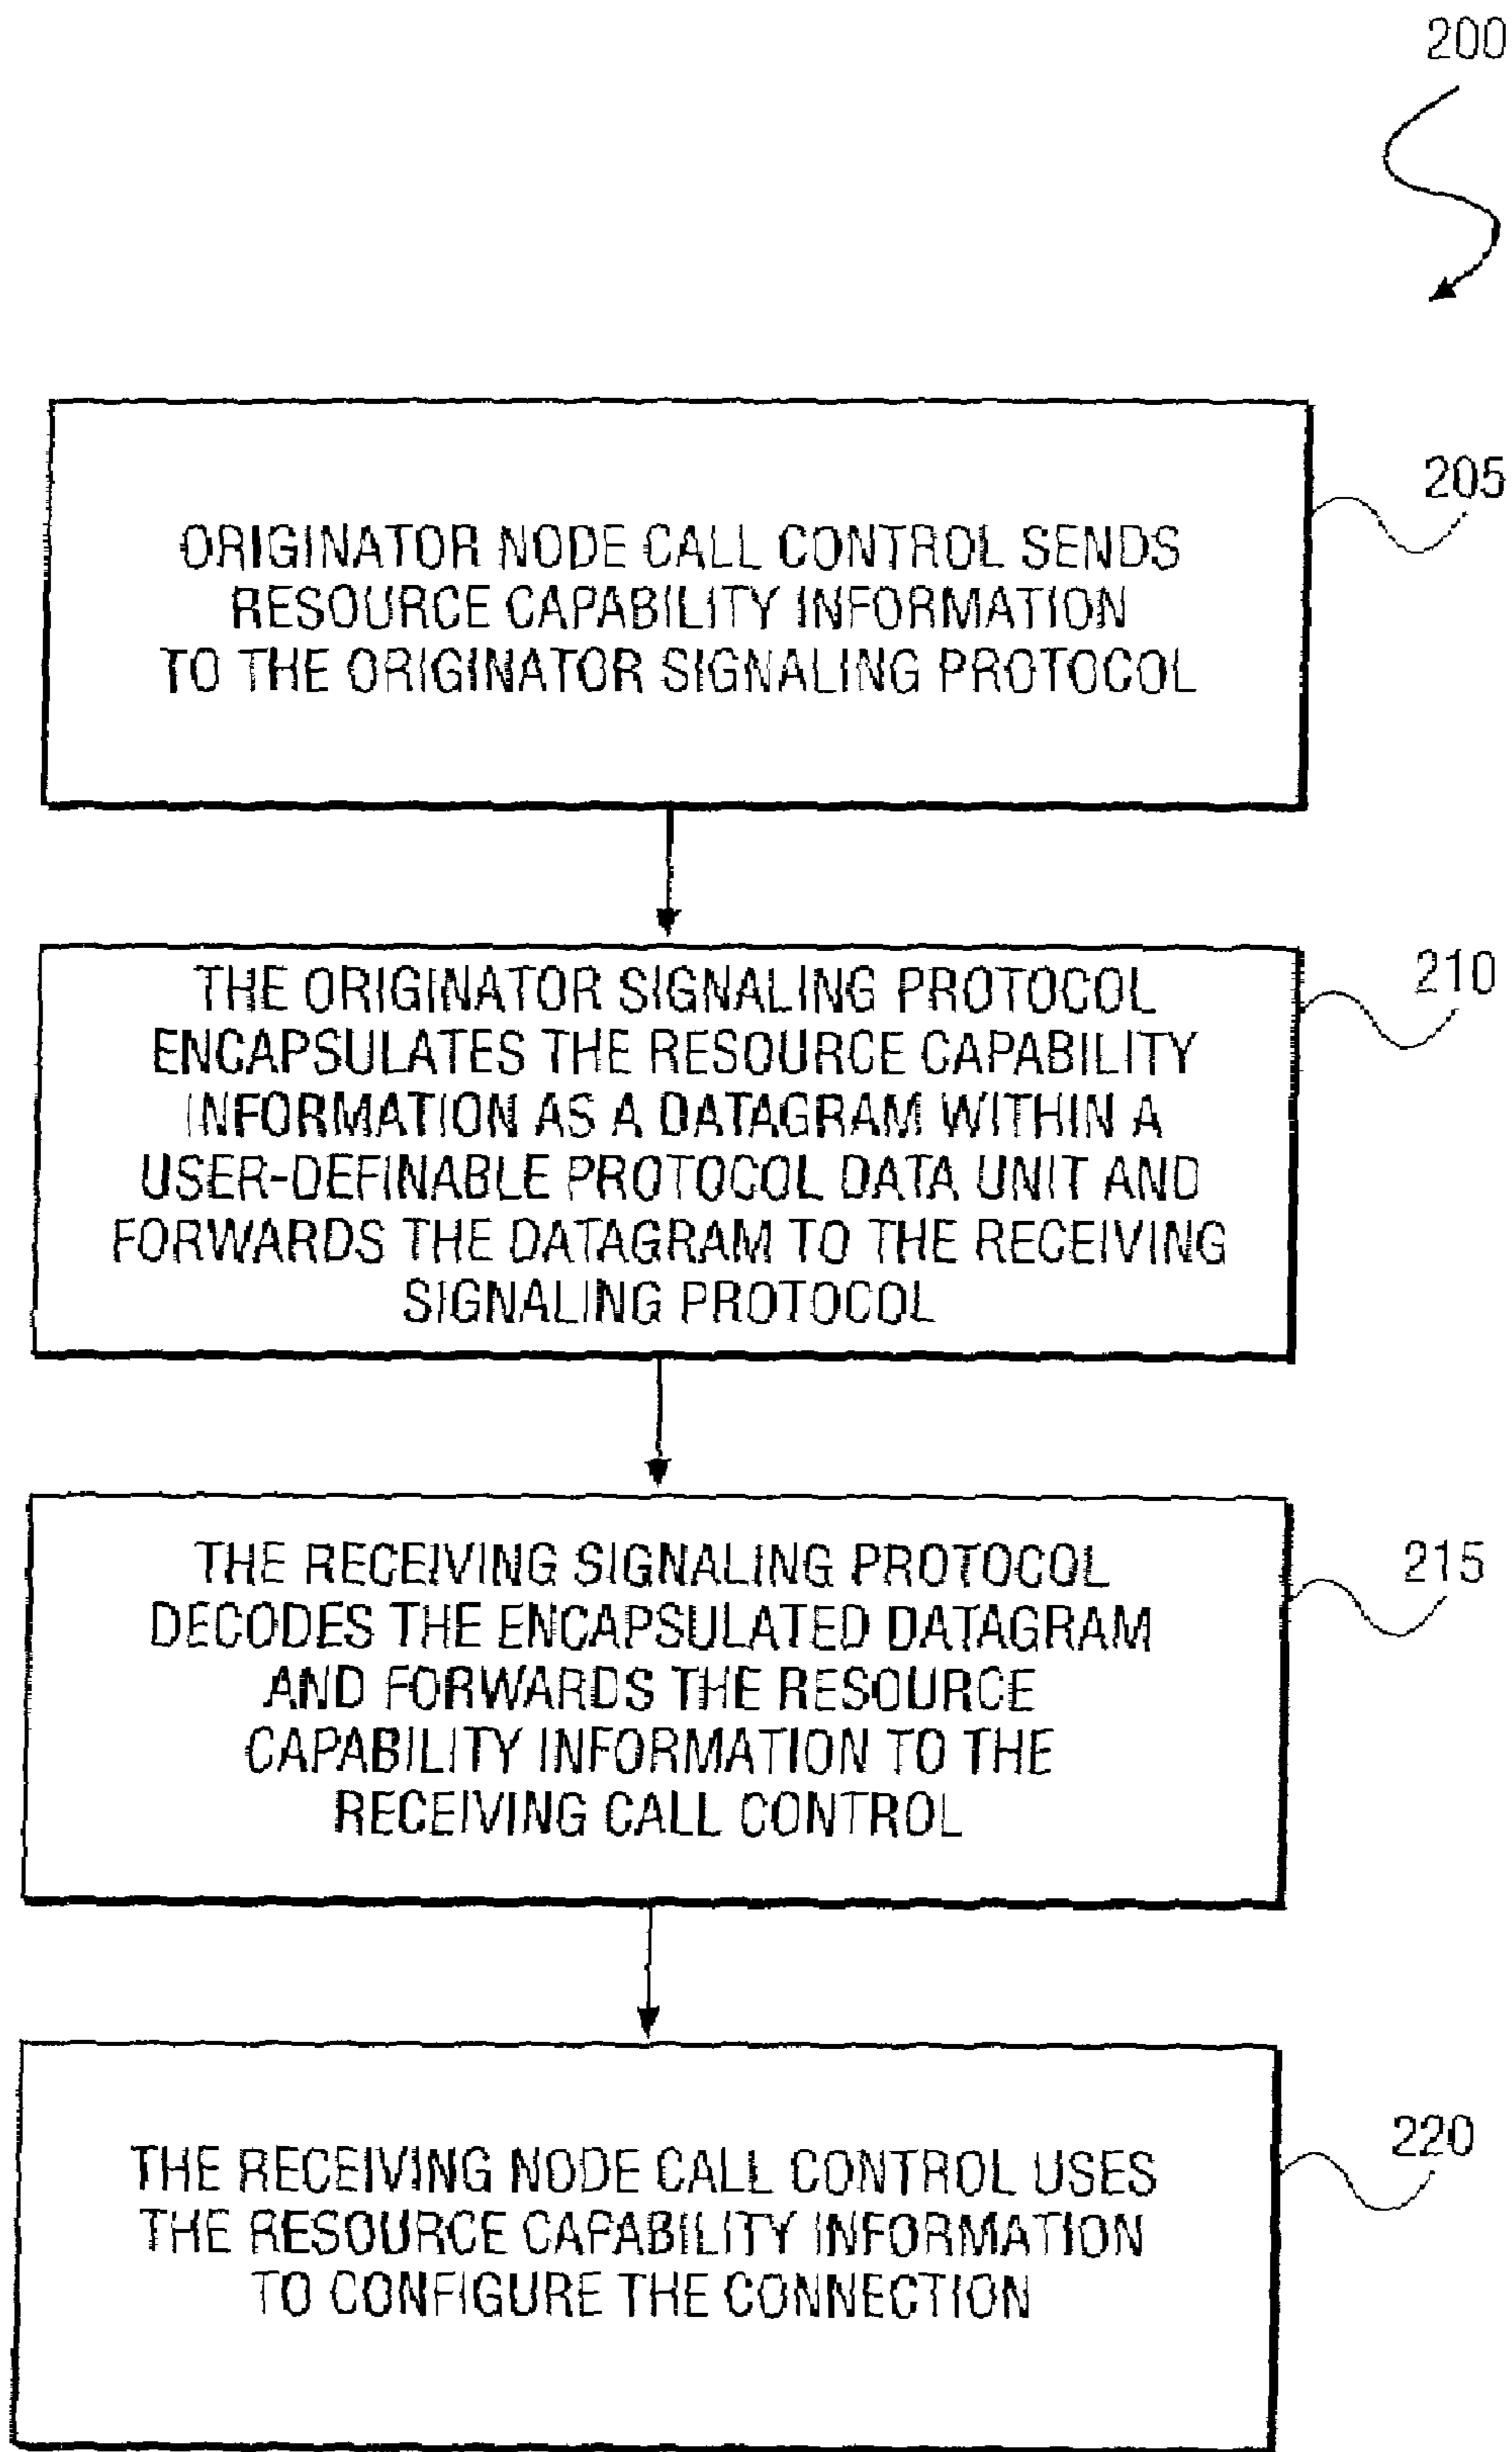 200
205
ORIGINATOR NODE CALL CONTROL SENDS
RESOURCE CAPABILITY INFORMATION
TO THE ORIGINATOR SIGNALING PROTOCOL
210
THE ORIGINATOR SIGNALING PROTOCOL
ENCAPSULATES THE RESOURCE CAPABILITY
INFORMATION AS A DATAGRAM WITHIN A
USER-DEFINABLE PROTOCOL DATA UNIT AND
FORWARDS THE DATAGRAM TO THE RECEIVING
SIGNALING PROTOCOL
215
THE RECEIVING SIGNALING PROTOCOL
DECODES THE ENCAPSULATED DATAGRAM
AND FORWARDS THE RESOURCE
CAPABILITY INFORMATION TO THE
RECEIVING CALL CONTROL
220
THE RECEIVING NODE CALL CONTROL USES
THE RESOURCE CAPABILITY INFORMATION
TO CONFIGURE THE CONNECTION